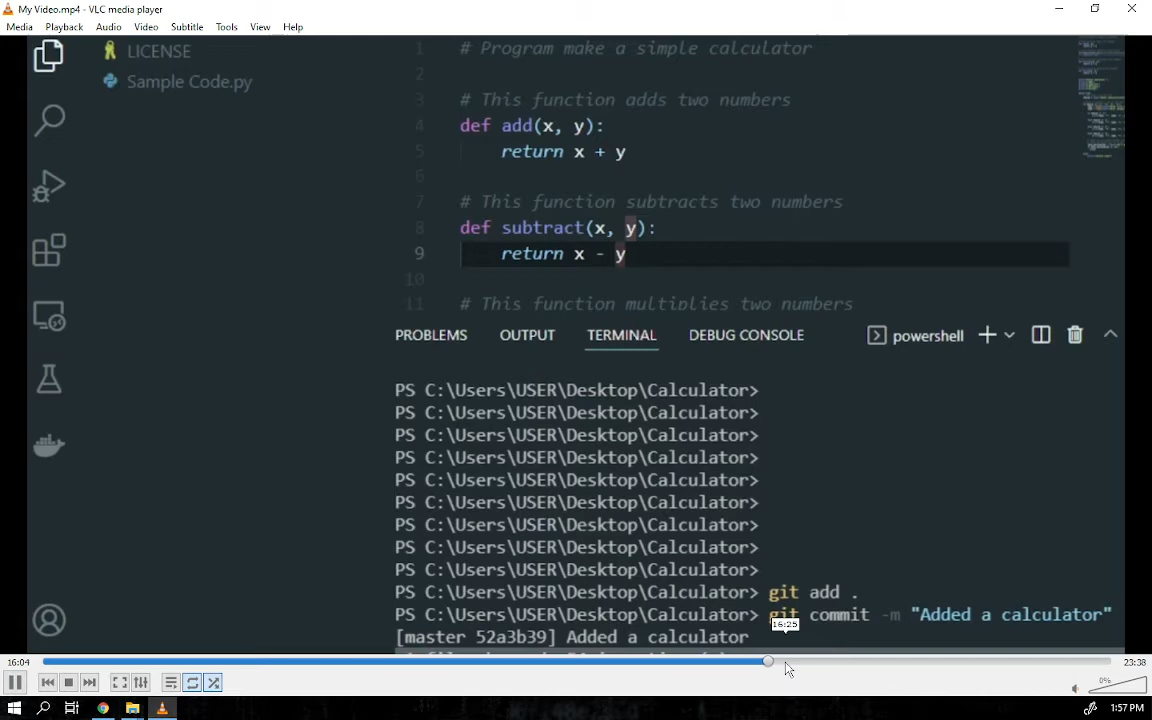 My Video.mp4 - VLC media player
Media Playback Audio Video Subtitle Tools View Help
LICENSE
Sample Code.py
1 # Program make a simple calculator
2
3 # This function adds two numbers
4 def add(x, y):
5 return x + y
6
7 # This function subtracts two numbers
8 def subtract(x, y):
9 return x - y
10
11 # This function multiplies two numbers
PROBLEMS OUTPUT TERMINAL DEBUG CONSOLE powershell
PS C:\Users\USER\Desktop\Calculator>
PS C:\Users\USER\Desktop\Calculator>
PS C:\Users\USER\Desktop\Calculator>
PS C:\Users\USER\Desktop\Calculator>
PS C:\Users\USER\Desktop\Calculator>
PS C:\Users\USER\Desktop\Calculator>
PS C:\Users\USER\Desktop\Calculator>
PS C:\Users\USER\Desktop\Calculator>
PS C:\Users\USER\Desktop\Calculator>
PS C:\Users\USER\Desktop\Calculator> git add .
PS C:\Users\USER\Desktop\Calculator> git commit -m "Added a calculator"
16:25
[master 52a3b39] Added a calculator
16:04 23:38
0%
1:57 PM